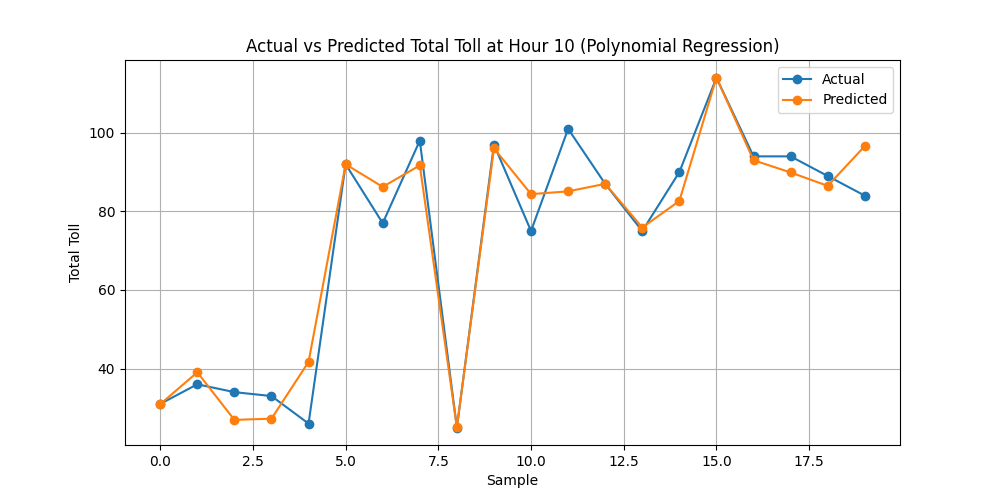 Actual vs Predicted Total Toll at Hour 10 (Polynomial Regression)
Actual
Predicted
Total Toll
100
80
60
40
0.0 2.5 5.0 7.5 10.0 12.5 15.0 17.5
Sample